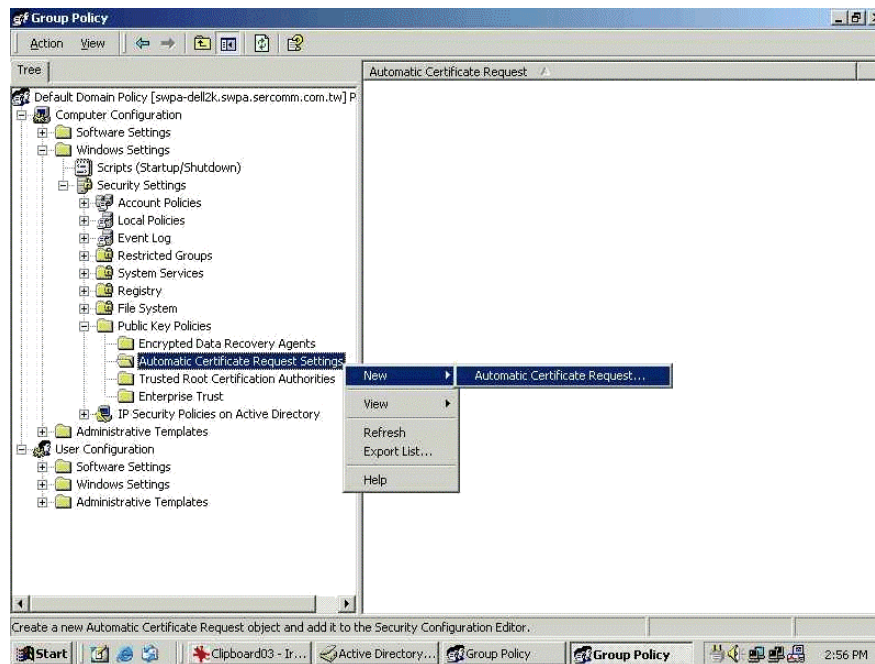 Group Policy
Action View
Tree
Automatic Certificate Request
Default Domain Policy [swpa-dell2k.swpa.sercomm.com.tw] P
Computer Configuration
Software Settings
Windows Settings
Scripts (Startup/Shutdown)
Security Settings
Account Policies
Local Policies
Event Log
Restricted Groups
System Services
Registry
File System
Public Key Policies
Encrypted Data Recovery Agents
Automatic Certificate Request Settings
Trusted Root Certification Authorities
Enterprise Trust
IP Security Policies on Active Directory
Administrative Templates
User Configuration
Software Settings
Windows Settings
Administrative Templates
New
Automatic Certificate Request...
View
Refresh
Export List...
Help
Create a new Automatic Certificate Request object and add it to the Security Configuration Editor.
Start
Clipboard03 - Ir...
Active Directory...
Group Policy
Group Policy
2:56 PM